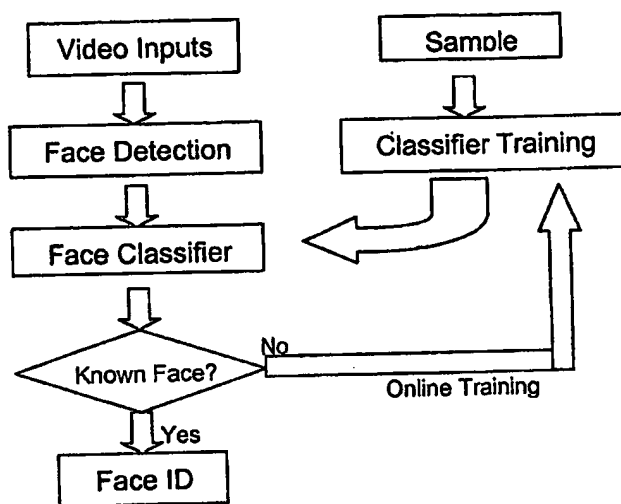 Video Inputs
Sample
Face Detection
Classifier Training
Face Classifier
Known Face?
No
Online Training
Yes
Face ID